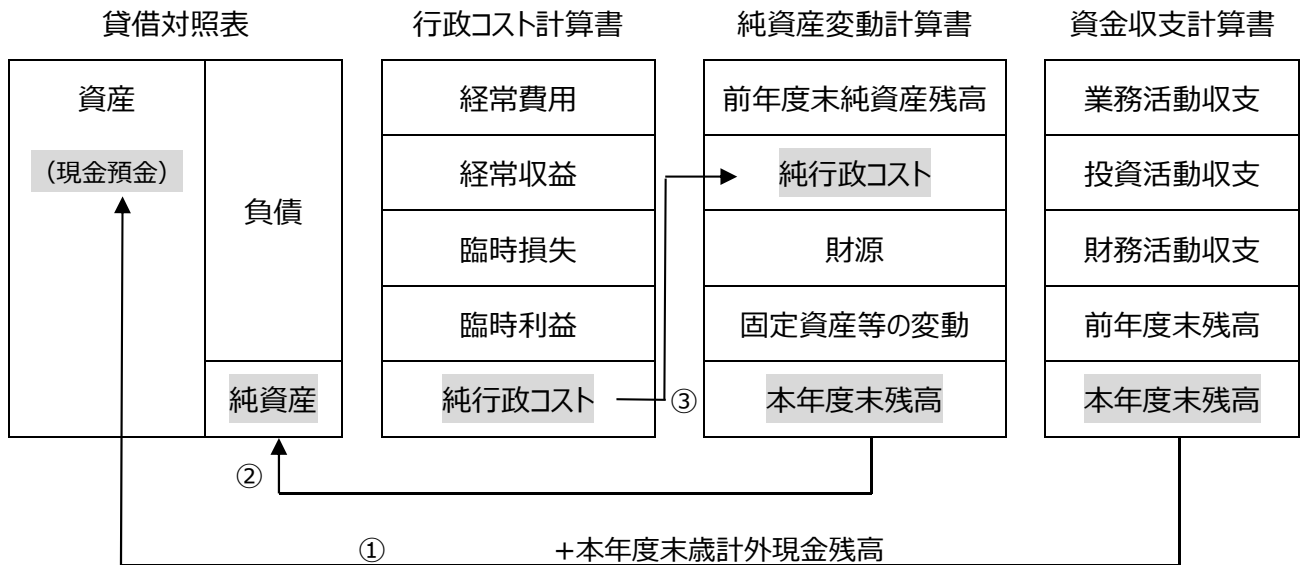 貸借対照表
資産
（現金預金）
負債
純資産
行政コスト計算書
経常費用
経常収益
臨時損失
臨時利益
純行政コスト
③
純資産変動計算書
前年度末純資産残高
純行政コスト
財源
固定資産等の変動
本年度末残高
資金収支計算書
業務活動収支
投資活動収支
財務活動収支
前年度末残高
本年度末残高
②
① +本年度末歳計外現金残高